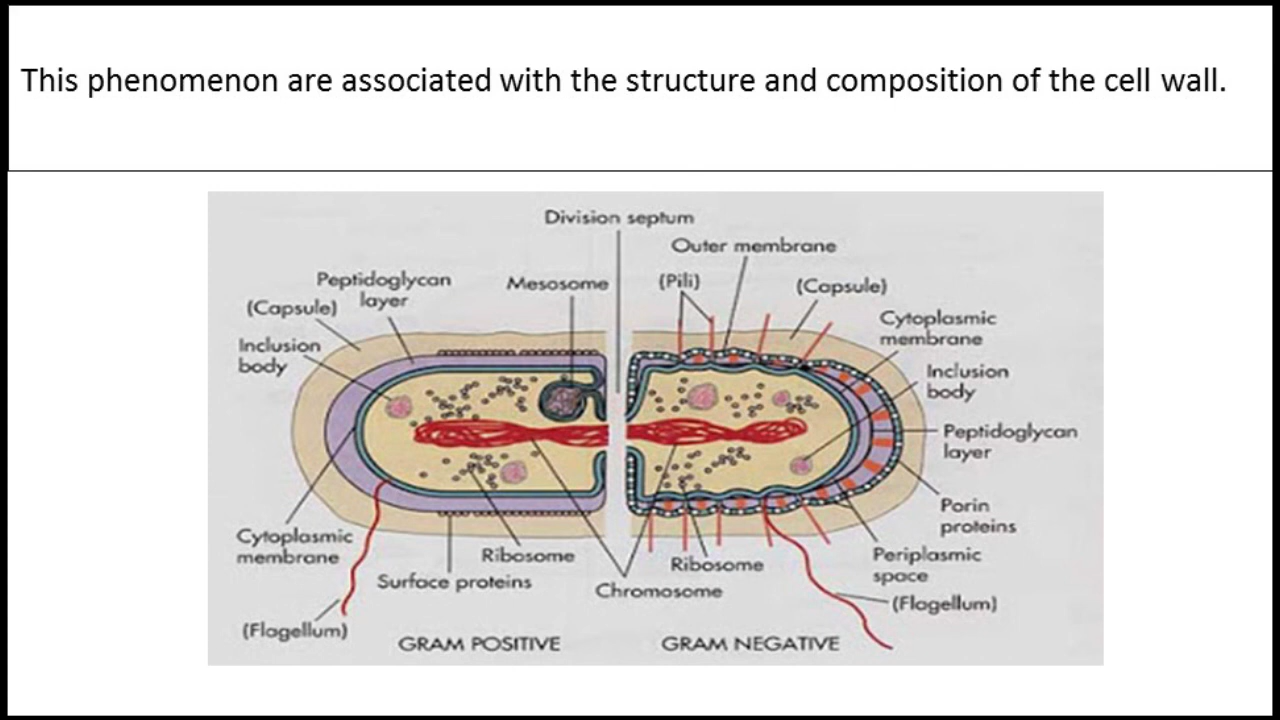 This phenomenon are associated with the structure and composition of the cell wall.
Division septum
Outer membrane
Peptidoglycan
layer
Mesosome
(Pili)
(Capsule)
(Capsule)
Cytoplasmic
membrane
Inclusion
body
Inclusion
body
Peptidoglycan
layer
Porin
proteins
Cytoplasmic
membrane
Ribosome
Surface proteins
Ribosome
Chromosome
Periplasmic
space
(Flagellum)
(Flagellum)
GRAM POSITIVE
GRAM NEGATIVE